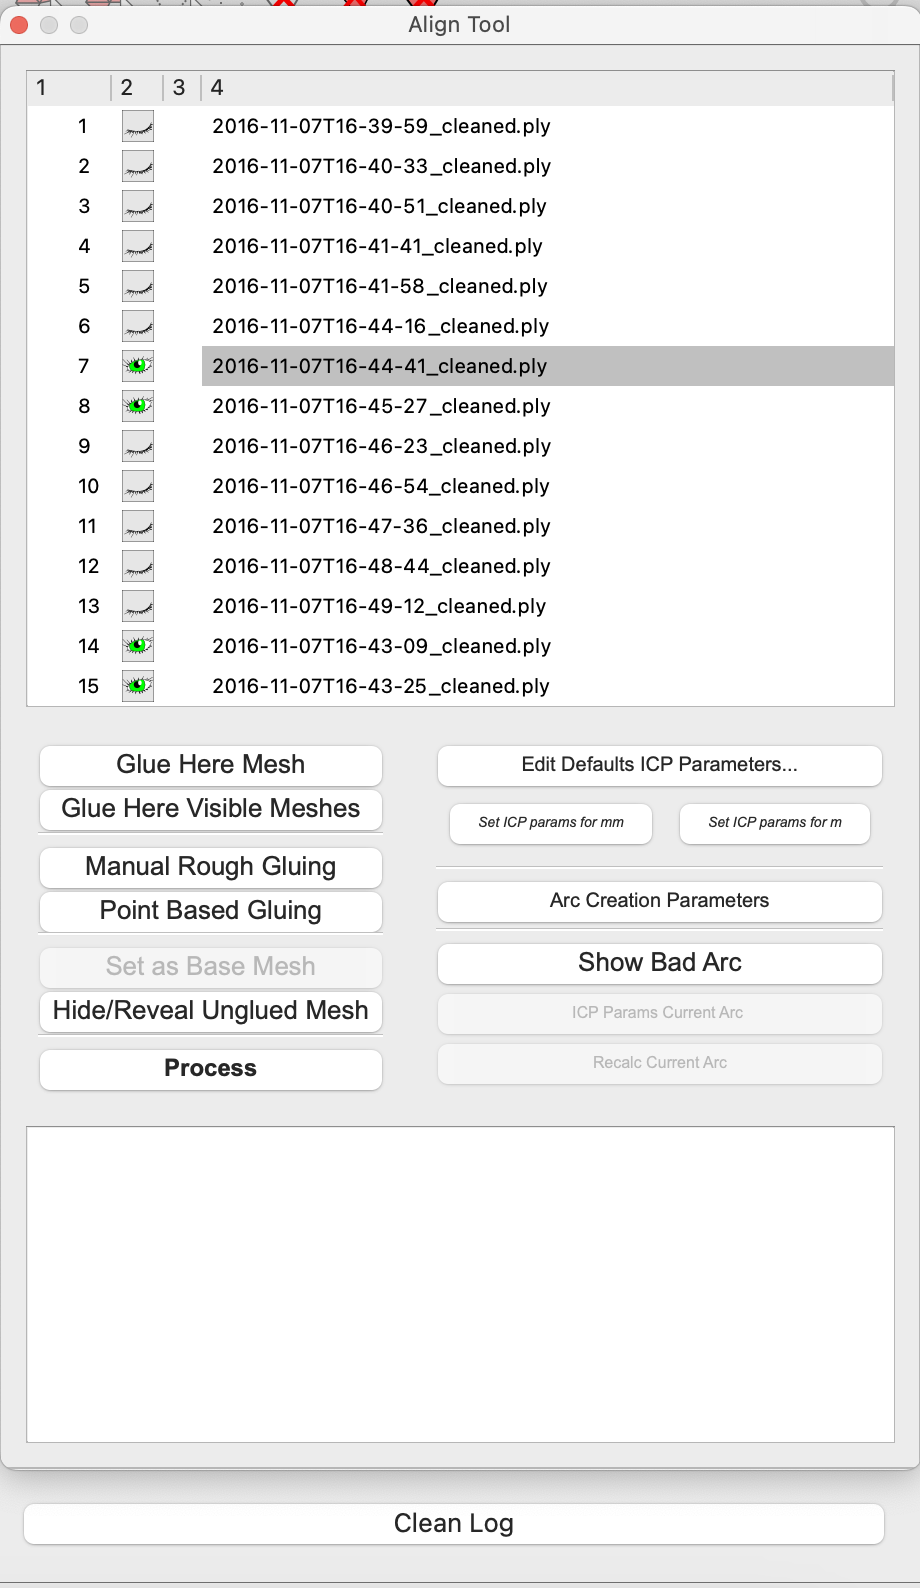 Align Tool
1 2 3 4
1 2016-11-07T16-39-59_cleaned.ply
2 2016-11-07T16-40-33_cleaned.ply
3 2016-11-07T16-40-51_cleaned.ply
4 2016-11-07T16-41-41_cleaned.ply
5 2016-11-07T16-41-58_cleaned.ply
6 2016-11-07T16-44-16_cleaned.ply
7 2016-11-07T16-44-41_cleaned.ply
8 2016-11-07T16-45-27_cleaned.ply
9 2016-11-07T16-46-23_cleaned.ply
10 2016-11-07T16-46-54_cleaned.ply
11 2016-11-07T16-47-36_cleaned.ply
12 2016-11-07T16-48-44_cleaned.ply
13 2016-11-07T16-49-12_cleaned.ply
14 2016-11-07T16-43-09_cleaned.ply
15 2016-11-07T16-43-25_cleaned.ply
Glue Here Mesh
Glue Here Visible Meshes
Manual Rough Gluing
Point Based Gluing
Set as Base Mesh
Hide/Reveal Unglued Mesh
Process
Edit Defaults ICP Parameters...
Set ICP params for mm
Set ICP params for m
Arc Creation Parameters
Show Bad Arc
ICP Params Current Arc
Recalc Current Arc
Clean Log